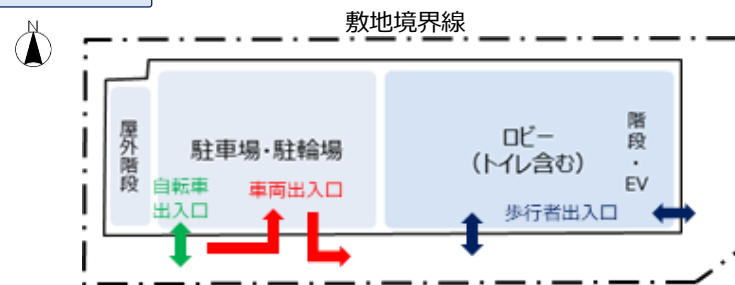 敷地境界線
N
屋外階段
駐車場・駐輪場
自転車
出入口
車両出入口
ロビー
（トイレ含む）
階段・EV
歩行者出入口